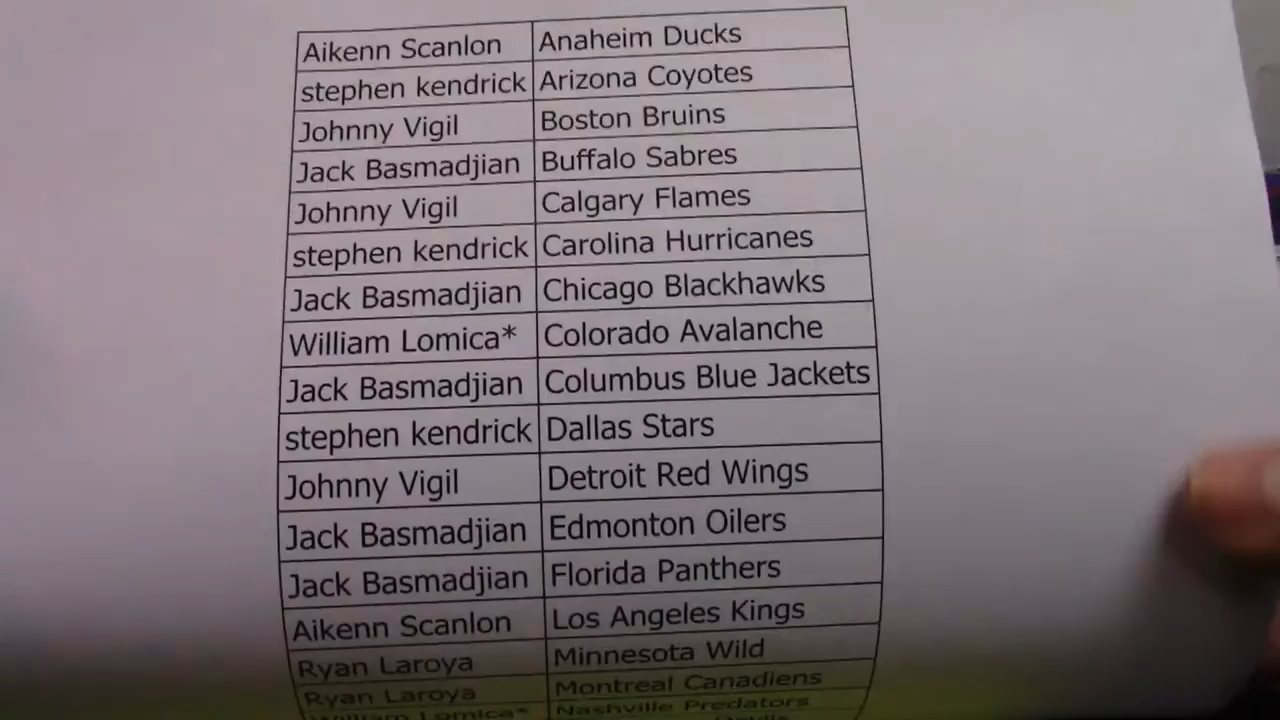 Aikenn Scanlon Anaheim Ducks
stephen kendrick Arizona Coyotes
Johnny Vigil Boston Bruins
Jack Basmadjian Buffalo Sabres
Johnny Vigil Calgary Flames
stephen kendrick Carolina Hurricanes
Jack Basmadjian Chicago Blackhawks
William Lomica* Colorado Avalanche
Jack Basmadjian Columbus Blue Jackets
stephen kendrick Dallas Stars
Johnny Vigil Detroit Red Wings
Jack Basmadjian Edmonton Oilers
Jack Basmadjian Florida Panthers
Aikenn Scanlon Los Angeles Kings
Ryan Laroya Minnesota Wild
Ryan Laroya Montreal Canadiens
William Lomica* Nashville Predators